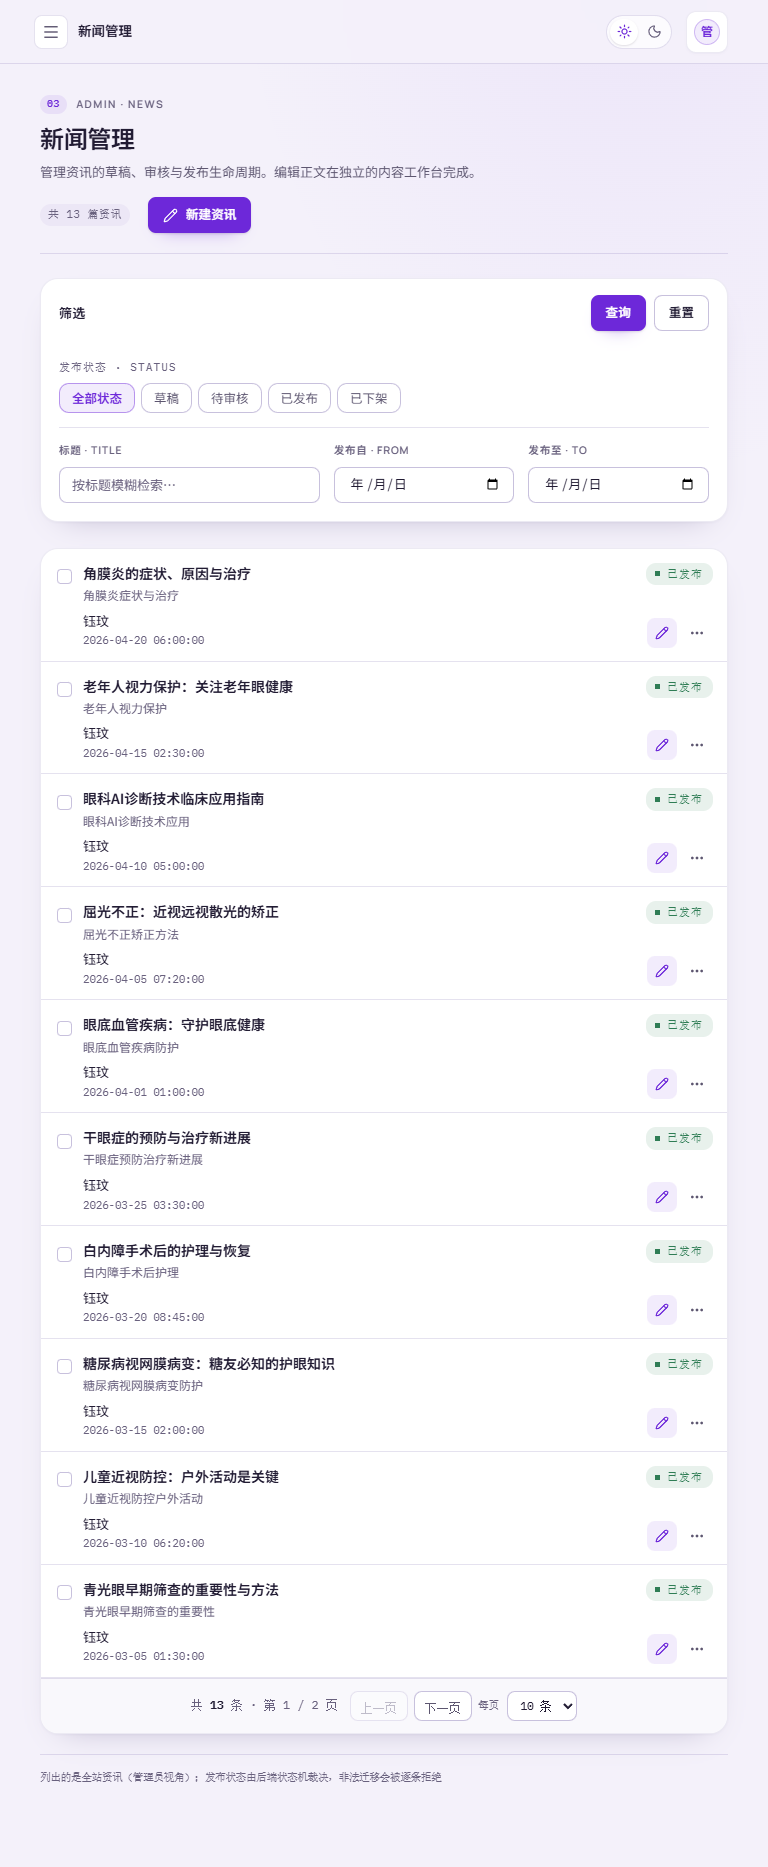 新闻管理
管
03 ADMIN · NEWS
新闻管理
管理资讯的草稿、审核与发布生命周期。编辑正文在独立的内容工作台完成。
共 13 篇资讯 新建资讯
筛选 查询 重置
发布状态 · STATUS
全部状态 草稿 待审核 已发布 已下架
标题 · TITLE 发布自 · FROM 发布至 · TO
按标题模糊检索… 年 /月/日 年 /月/日
角膜炎的症状、原因与治疗 已发布
角膜炎症状与治疗
钰玟
2026-04-20 06:00:00
老年人视力保护：关注老年眼健康 已发布
老年人视力保护
钰玟
2026-04-15 02:30:00
眼科AI诊断技术临床应用指南 已发布
眼科AI诊断技术应用
钰玟
2026-04-10 05:00:00
屈光不正：近视远视散光的矫正 已发布
屈光不正矫正方法
钰玟
2026-04-05 07:20:00
眼底血管疾病：守护眼底健康 已发布
眼底血管疾病防护
钰玟
2026-04-01 01:00:00
干眼症的预防与治疗新进展 已发布
干眼症预防治疗新进展
钰玟
2026-03-25 03:30:00
白内障手术后的护理与恢复 已发布
白内障手术后护理
钰玟
2026-03-20 08:45:00
糖尿病视网膜病变：糖友必知的护眼知识 已发布
糖尿病视网膜病变防护
钰玟
2026-03-15 02:00:00
儿童近视防控：户外活动是关键 已发布
儿童近视防控户外活动
钰玟
2026-03-10 06:20:00
青光眼早期筛查的重要性与方法 已发布
青光眼早期筛查的重要性
钰玟
2026-03-05 01:30:00
共 13 条 · 第 1 / 2 页 上一页 下一页 每页 10 条
列出的是全站资讯（管理员视角）；发布状态由后端状态机裁决，非法迁移会被逐条拒绝